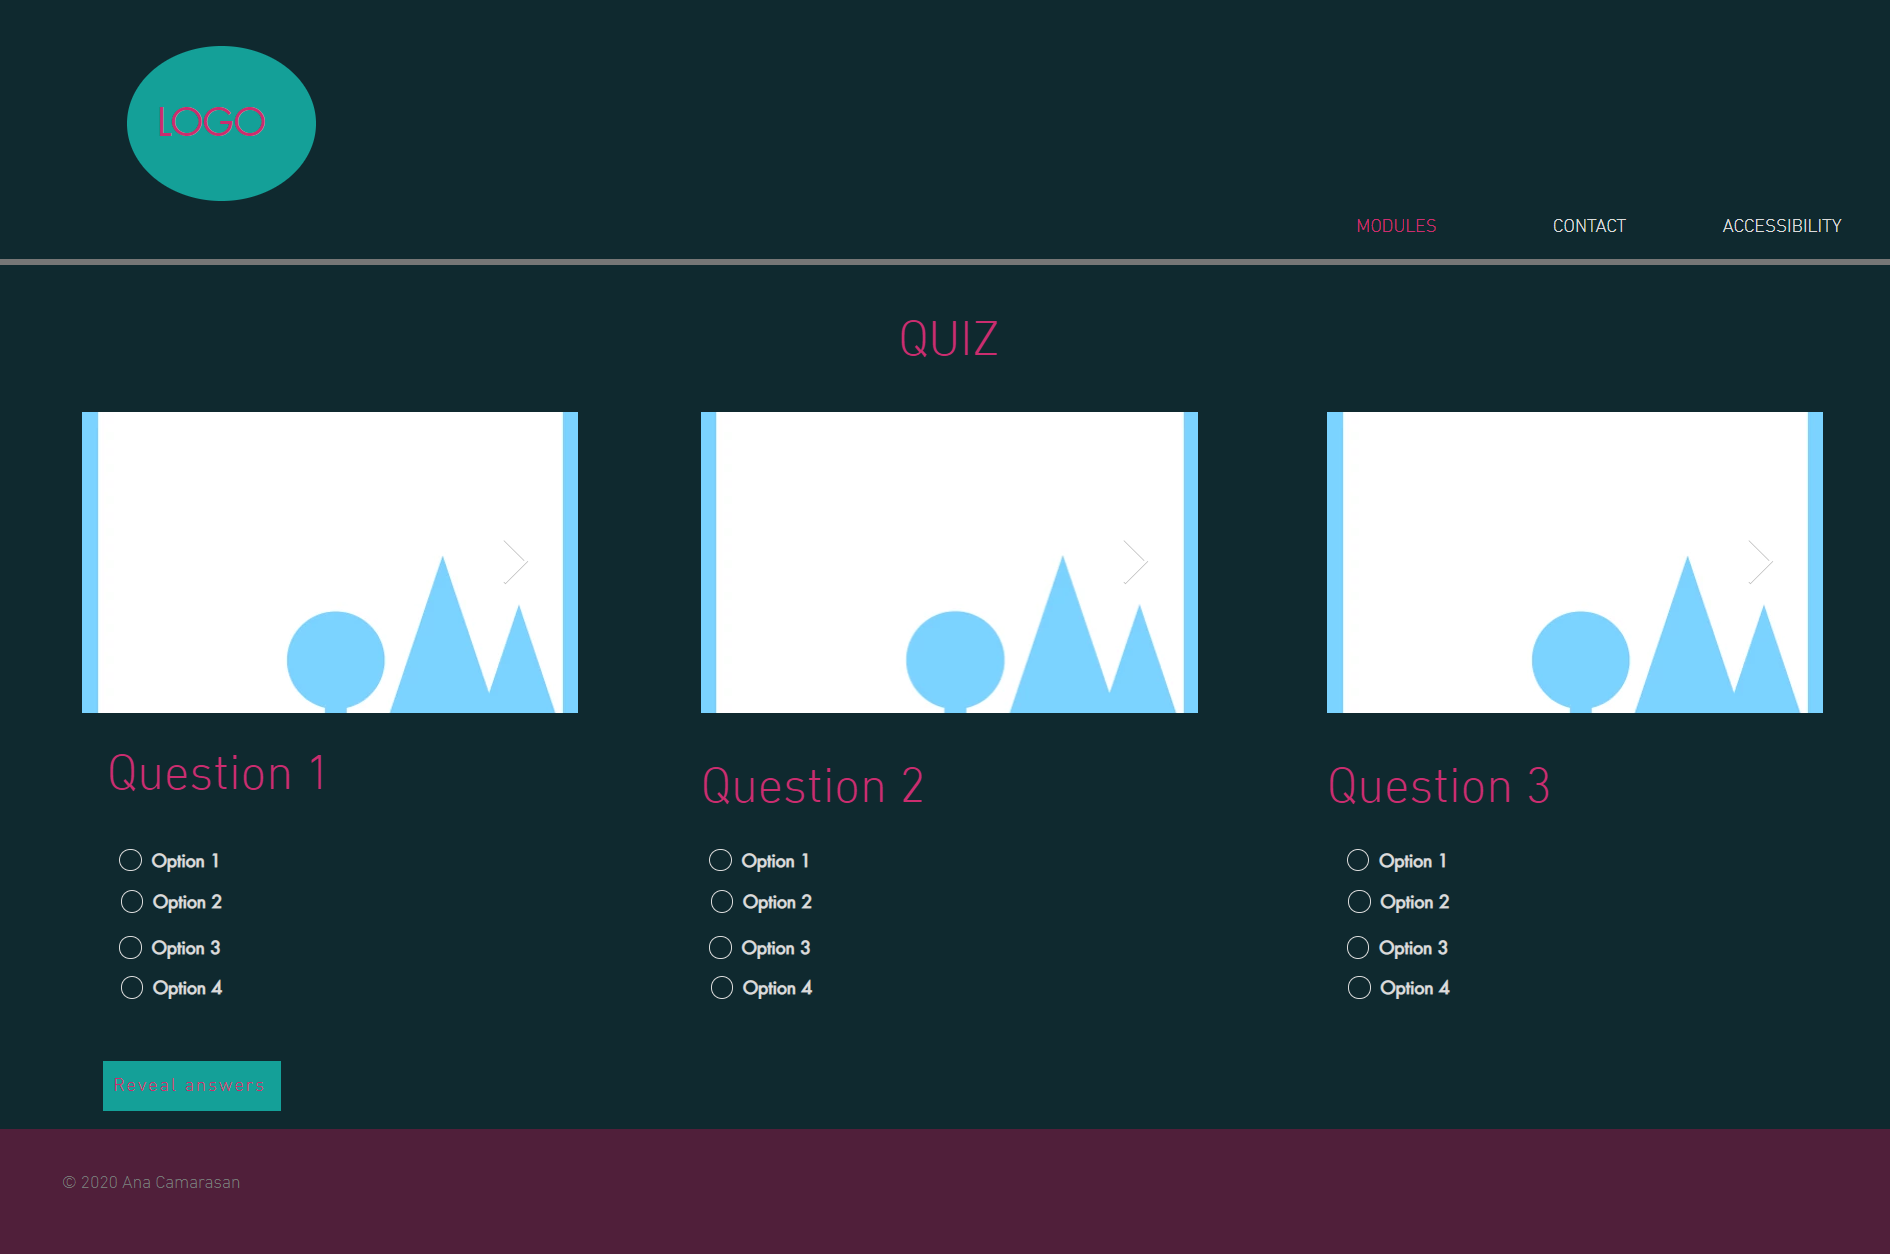 LOGO
MODULES
CONTACT
ACCESSIBILITY
QUIZ
Question 1
Option 1
Option 2
Option 3
Option 4
Question 2
Option 1
Option 2
Option 3
Option 4
Question 3
Option 1
Option 2
Option 3
Option 4
Reveal answers
© 2020 Ana Camarasan